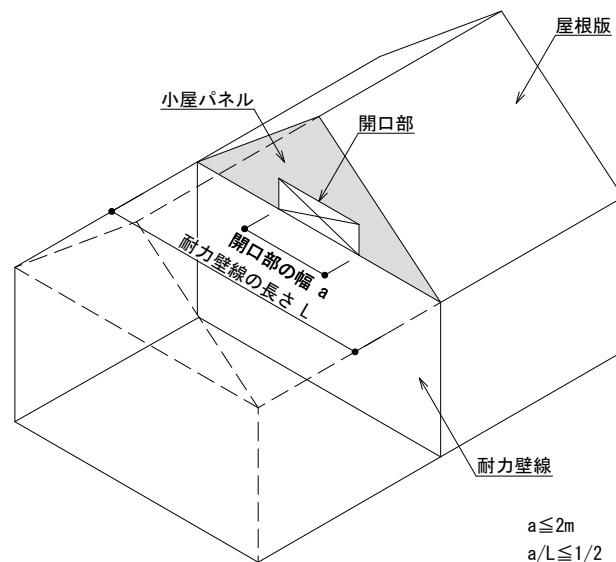 屋根版
小屋パネル
開口部
開口部の幅 a
耐力壁線の長さ L
耐力壁線
a≦2m
a/L≦1/2